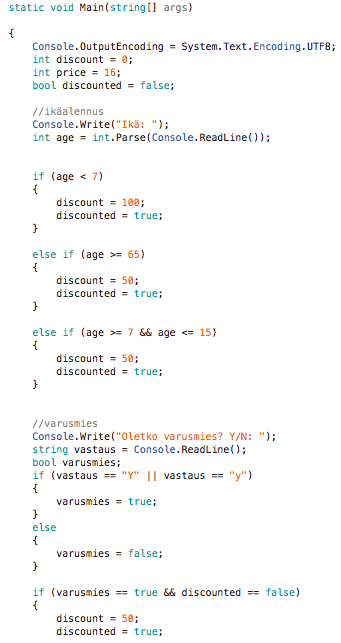 static void Main(string[] args)
{
Console.OutputEncoding = System.Text.Encoding.UTF8;
int discount = 0;
int price = 16;
bool discounted = false;
//ikäalennus
Console.Write("Ikä: ");
int age = int.Parse(Console.ReadLine());
if (age < 7)
{
discount = 100;
discounted = true;
}
else if (age >= 65)
{
discount = 50;
discounted = true;
}
else if (age >= 7 && age <= 15)
{
discount = 50;
discounted = true;
}
//varusmies
Console.Write("Oletko varusmies? Y/N: ");
string vastaus = Console.ReadLine();
bool varusmies;
if (vastaus == "Y" || vastaus == "y")
{
varusmies = true;
}
else
{
varusmies = false;
}
if (varusmies == true && discounted == false)
{
discount = 50;
discounted = true;